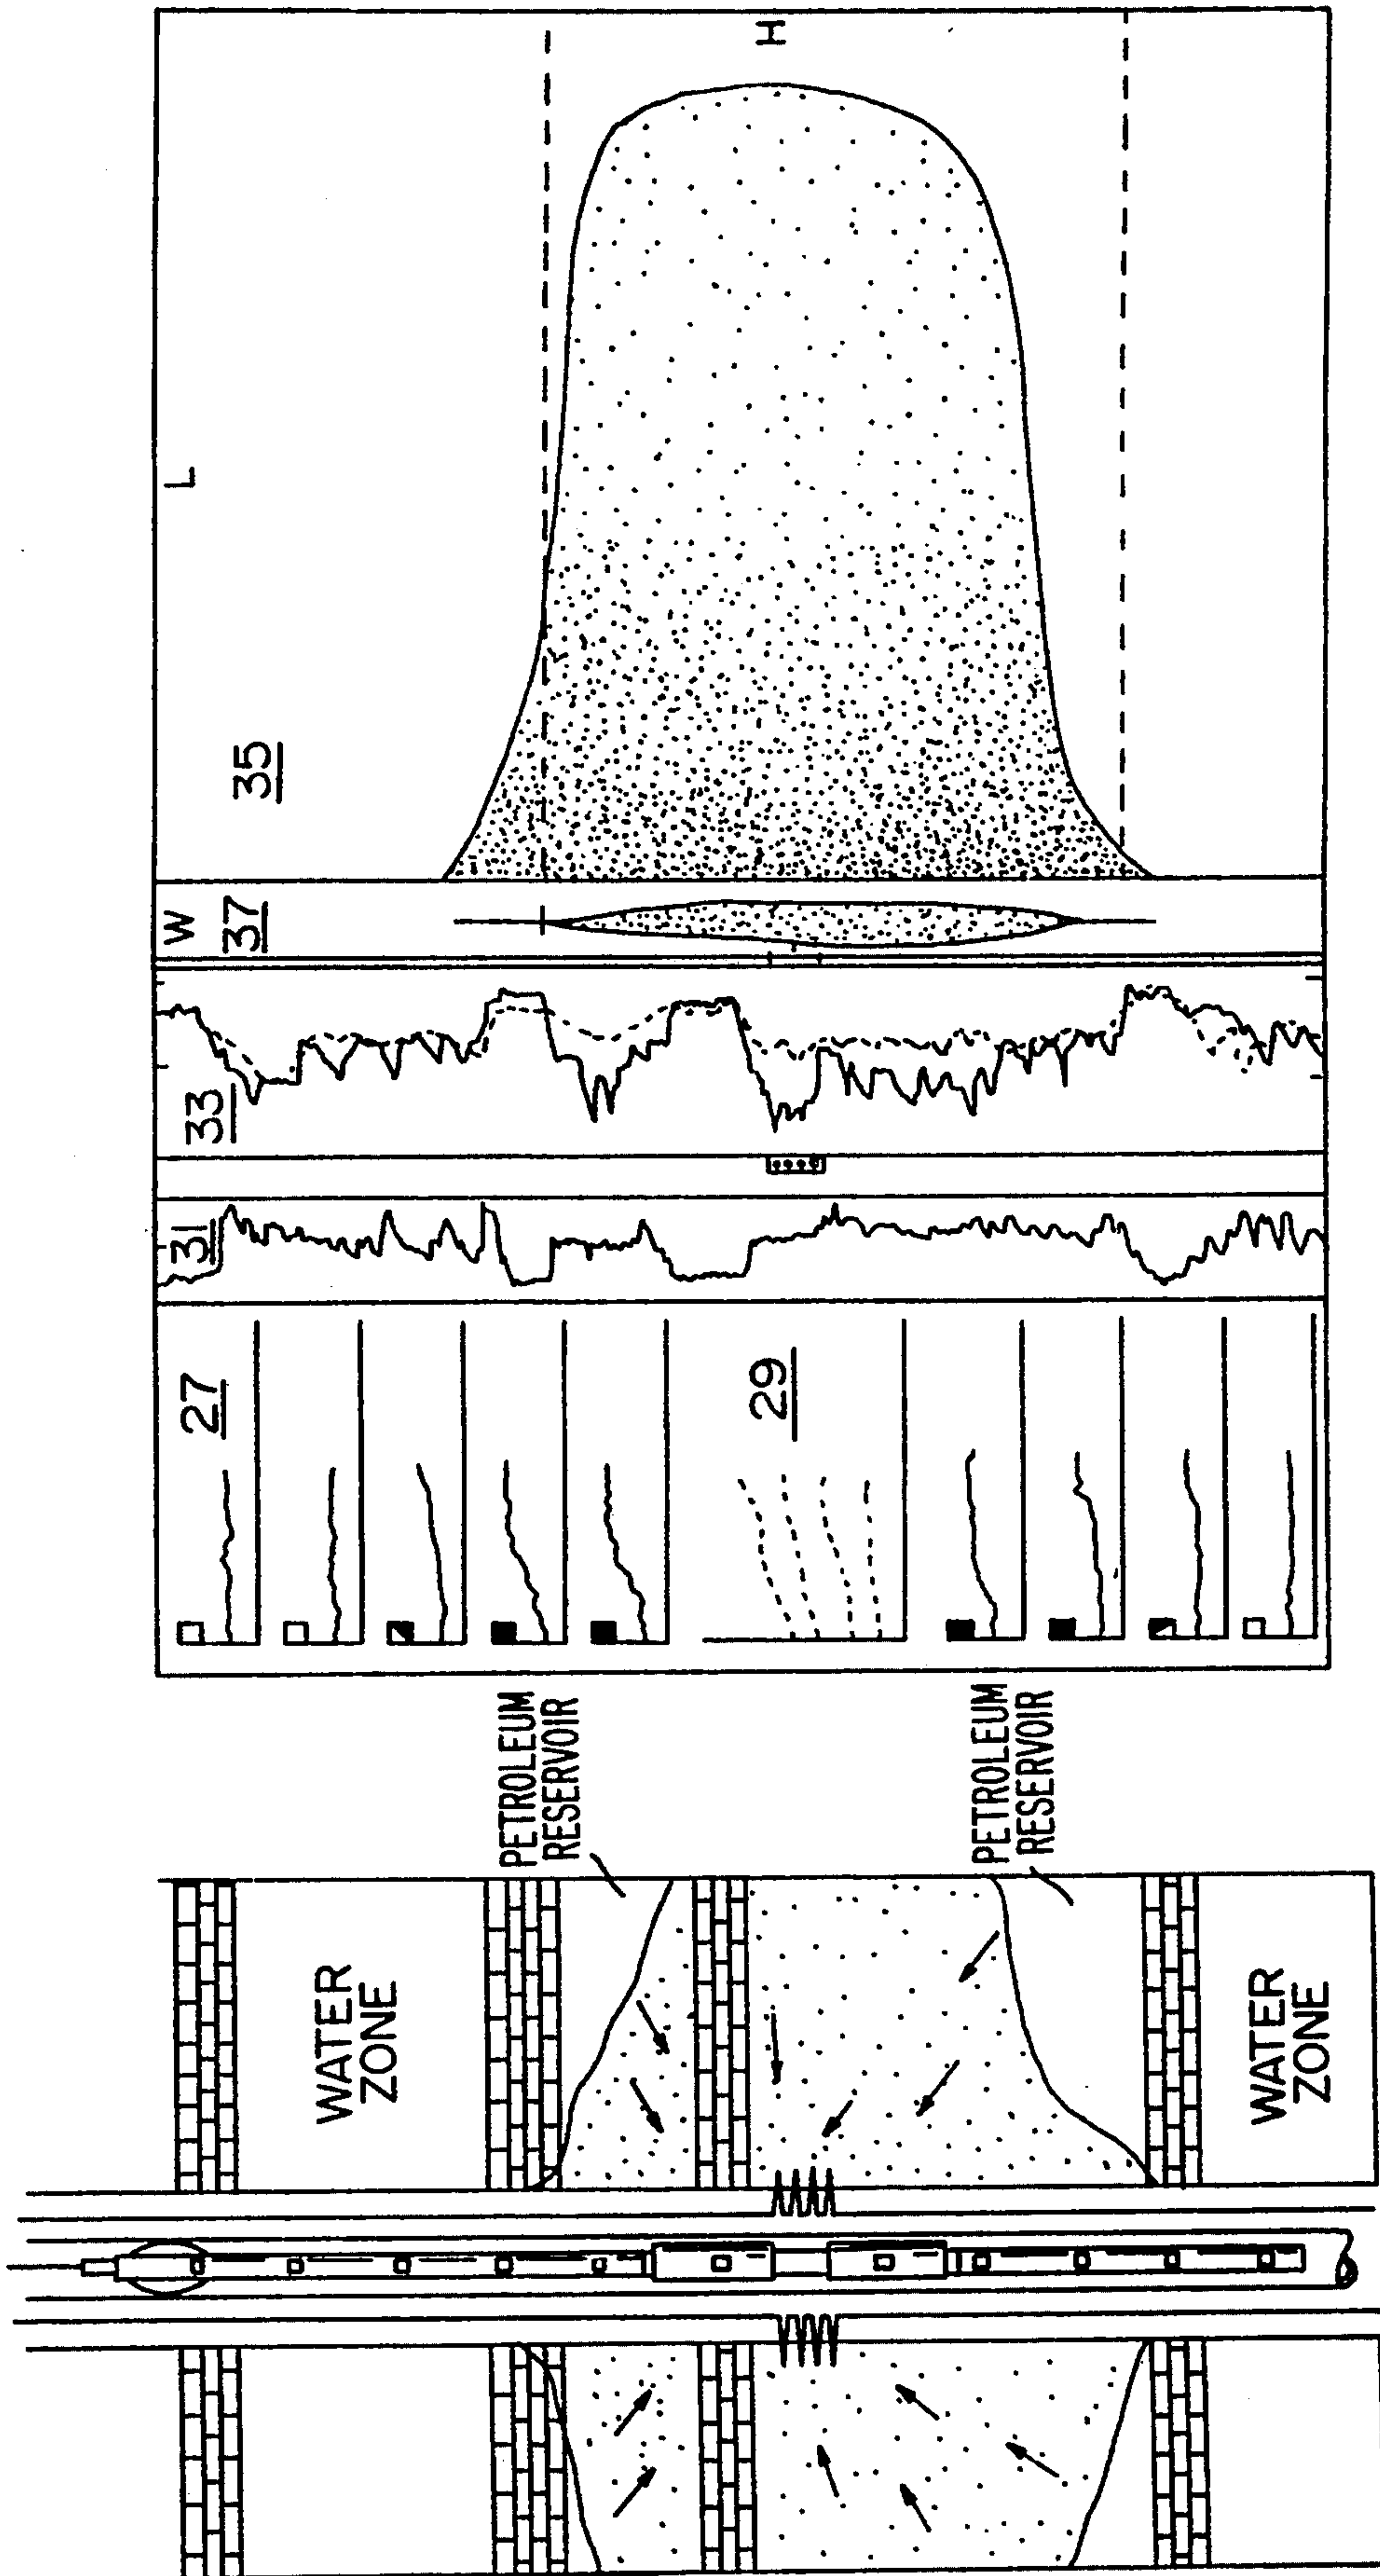 WATER
ZONE
PETROLEUM
RESERVOIR
PETROLEUM
RESERVOIR
WATER
ZONE
27
29
31
33
W
37
35
L
H